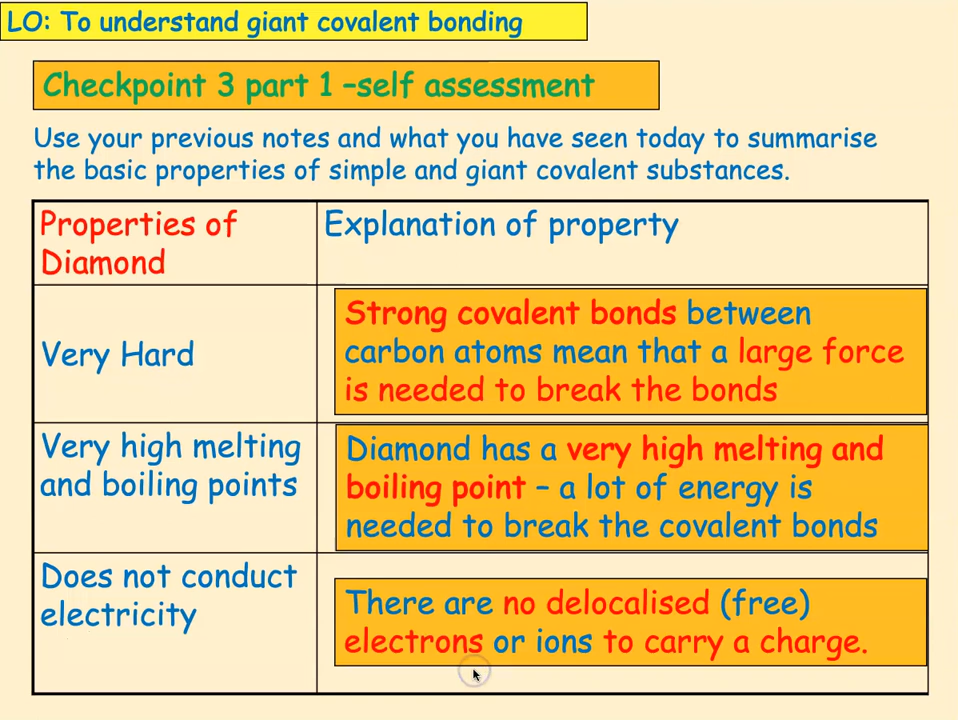 LO: To understand giant covalent bonding
Checkpoint 3 part 1 –self assessment
Use your previous notes and what you have seen today to summarise
the basic properties of simple and giant covalent substances.
Properties of
Diamond
Explanation of property
Very Hard
Strong covalent bonds between
carbon atoms mean that a large force
is needed to break the bonds
Very high melting
and boiling points
Diamond has a very high melting and
boiling point – a lot of energy is
needed to break the covalent bonds
Does not conduct
electricity
There are no delocalised (free)
electrons or ions to carry a charge.